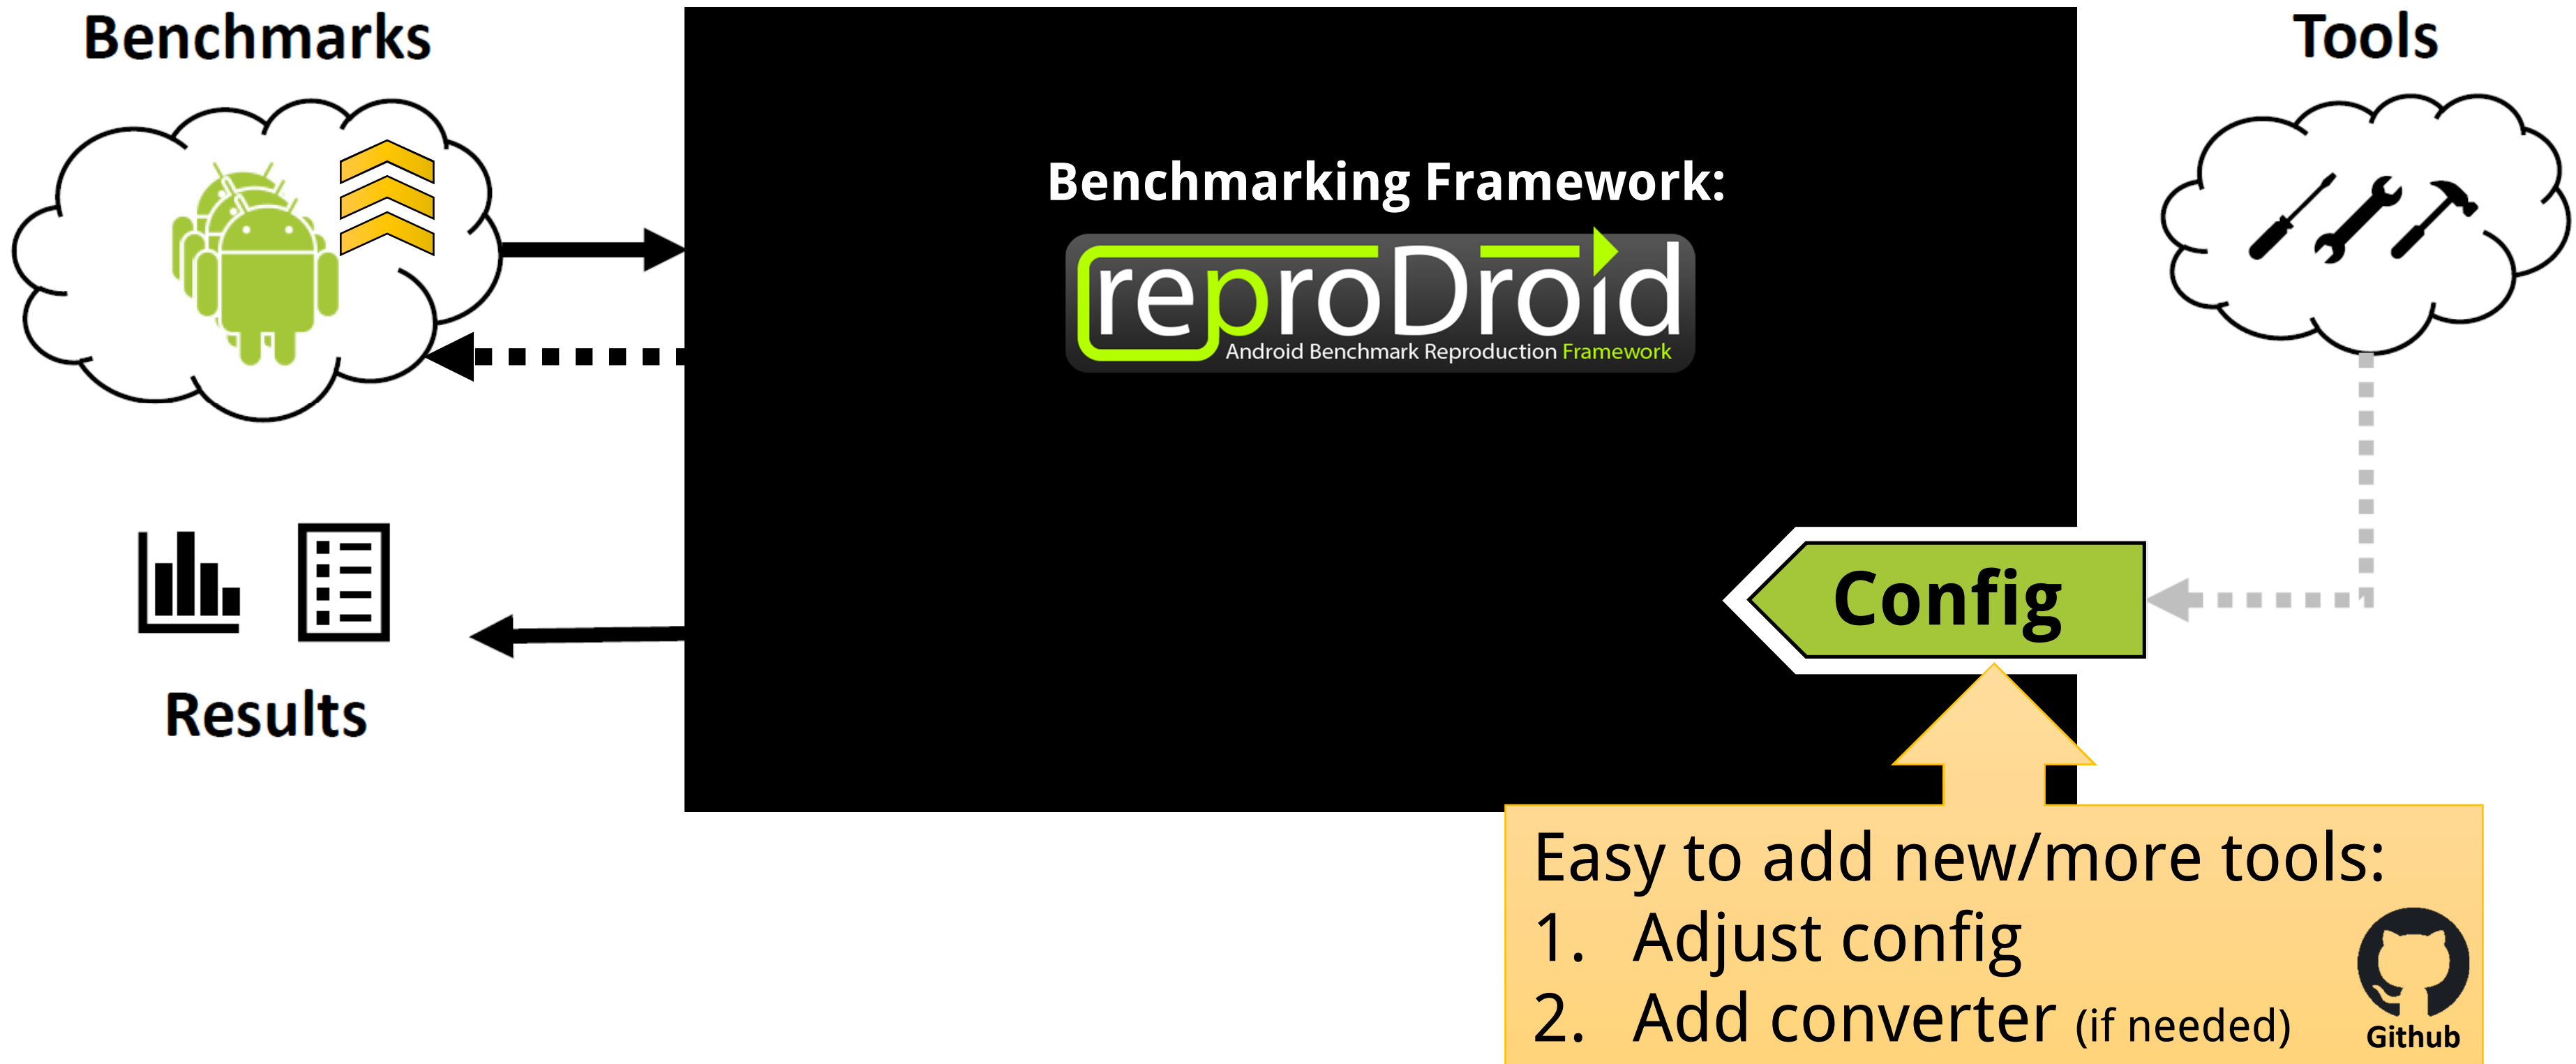 Benchmarks
Tools
Benchmarking Framework:
reproDroid
Android Benchmark Reproduction Framework
Config
Results
Easy to add new/more tools:
1. Adjust config
2. Add converter (if needed)
Github